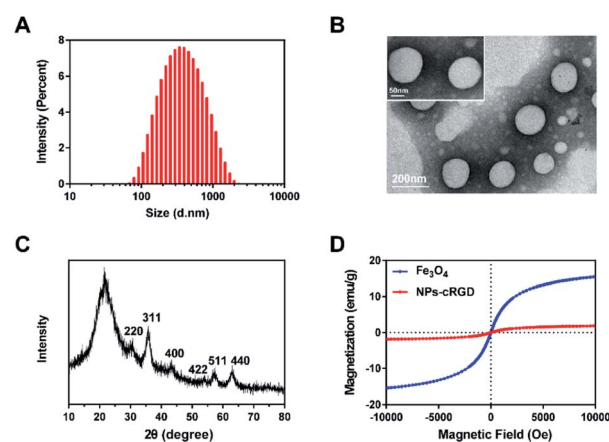 A
Intensity (Percent)
8
6
4
2
0
10
100
1000
10000
Size (d.nm)
B
50nm
200nm
C
Intensity
220
311
400
422
511
440
10
20
30
40
50
60
70
80
2θ (degree)
D
Magnetization (emu/g)
20
10
0
-10
-20
Fe₃O₄
NPs-cRGD
-10000
-5000
0
5000
10000
Magnetic Field (Oe)